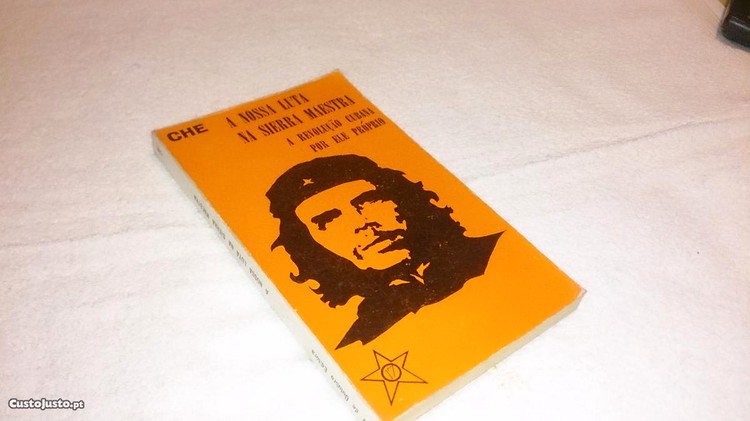 CHE
A NOSSA LUTA
NA SIERRA MAESTRA
A REVOLUÇÃO CUBANA
POR ELE PRÓPRIO
CustoJusto.pt